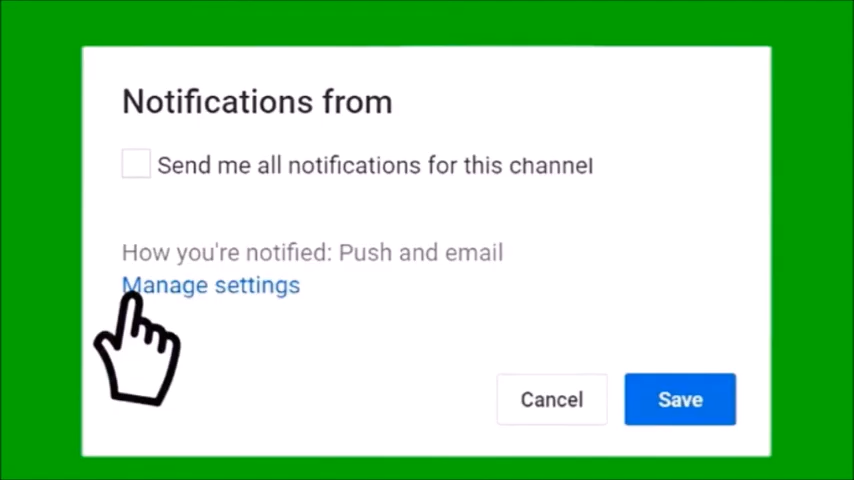 Notifications from
Send me all notifications for this channel
How you're notified: Push and email
Manage settings
Cancel
Save